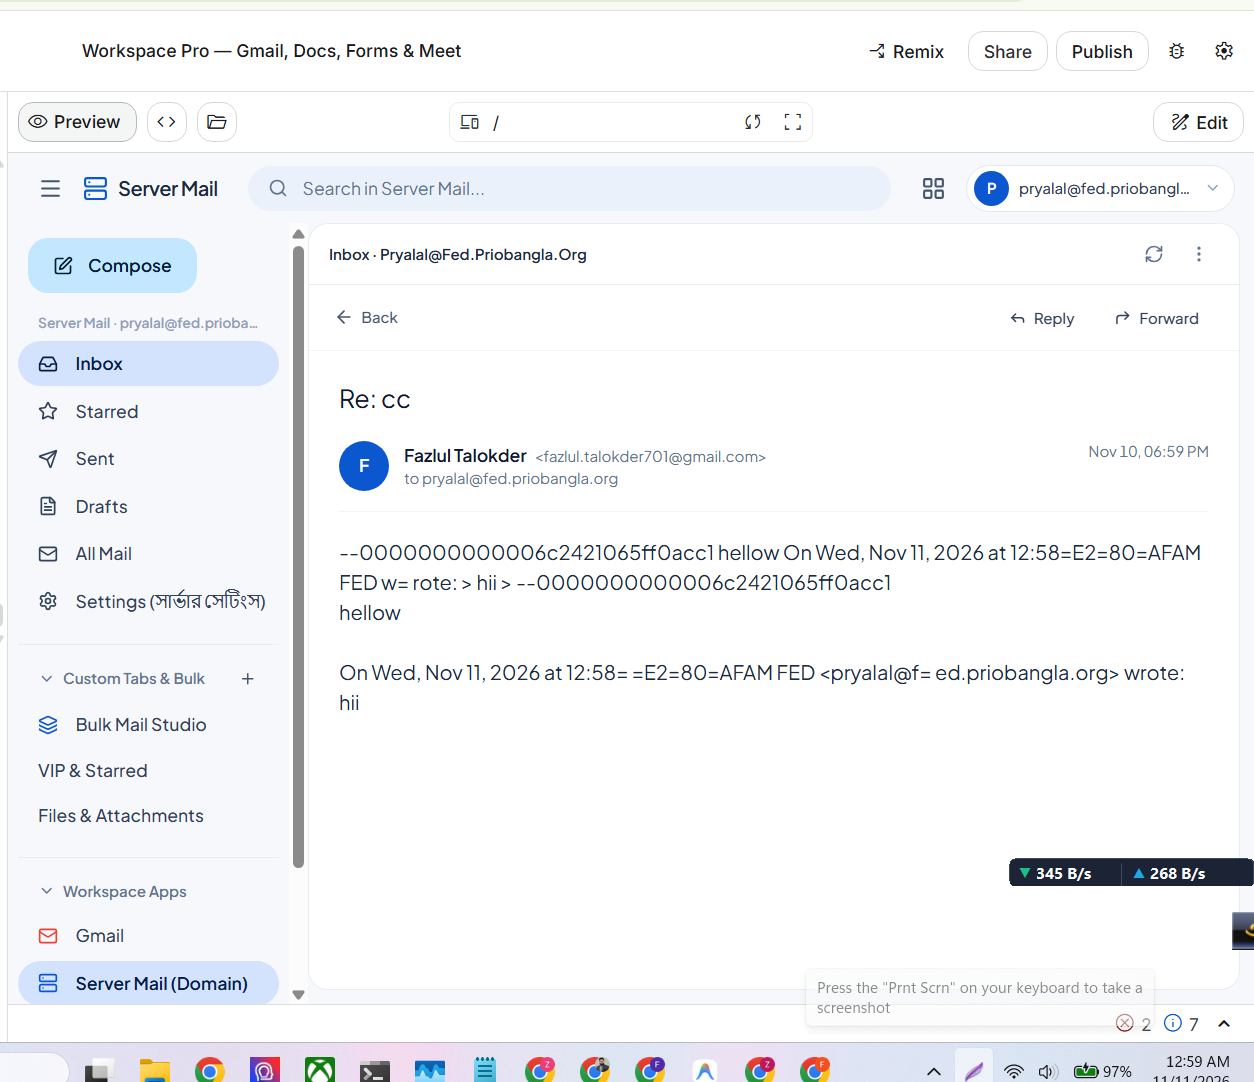 Workspace Pro — Gmail, Docs, Forms & Meet
Remix
Share
Publish
Preview
/
Edit
Server Mail
Search in Server Mail...
P
pryalal@fed.priobangl...
Compose
Server Mail · pryalal@fed.prioba...
Inbox
Starred
Sent
Drafts
All Mail
Settings (সার্ভার সেটিংস)
Custom Tabs & Bulk
Bulk Mail Studio
VIP & Starred
Files & Attachments
Workspace Apps
Gmail
Server Mail (Domain)
Inbox · Pryalal@Fed.Priobangla.Org
Back
Reply
Forward
Re: cc
F
Fazlul Talokder <fazlul.talokder701@gmail.com>
Nov 10, 06:59 PM
to pryalal@fed.priobangla.org
--0000000000006c2421065ff0acc1 hellow On Wed, Nov 11, 2026 at 12:58=E2=80=AFAM
FED w= rote: > hii > --0000000000006c2421065ff0acc1
hellow
On Wed, Nov 11, 2026 at 12:58= =E2=80=AFAM FED <pryalal@f= ed.priobangla.org> wrote:
hii
345 B/s
268 B/s
Press the "Prnt Scrn" on your keyboard to take a
screenshot
2
7
Z
F
Z
F
97%
12:59 AM
11/11/2026